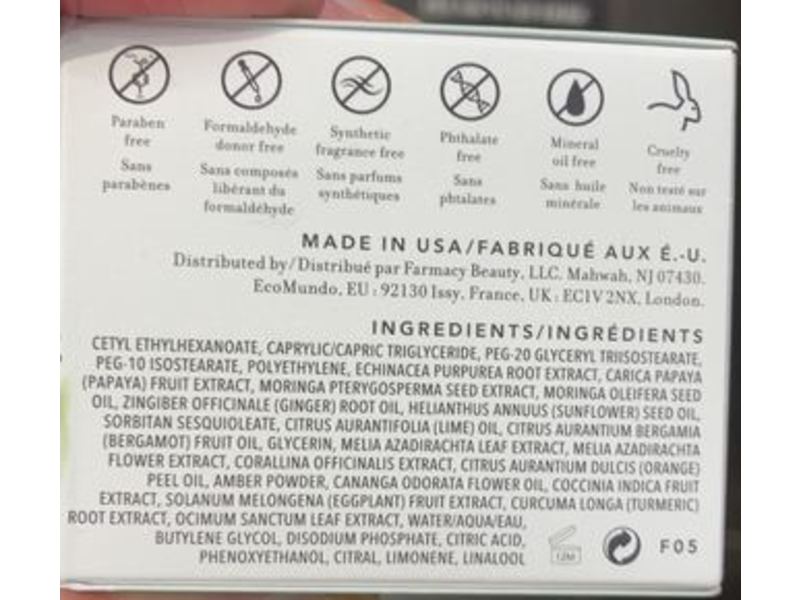 Paraben free
Sans parabènes
Formaldehyde donor free
Sans composés libérant du formaldéhyde
Synthetic fragrance free
Sans parfums synthétiques
Phthalate free
Sans phtalates
Mineral oil free
Sans huile minérale
Cruelty free
Non testé sur les animaux
MADE IN USA/FABRIQUÉ AUX É.-U.
Distributed by/Distribué par Farmacy Beauty, LLC. Mahwah, NJ 07430.
EcoMundo, EU : 92130 Issy, France, UK : EC1V 2NX, London.
INGREDIENTS/INGRÉDIENTS
CETYL ETHYLHEXANOATE, CAPRYLIC/CAPRIC TRIGLYCERIDE, PEG-20 GLYCERYL TRIISOSTEARATE,
PEG-10 ISOSTEARATE, POLYETHYLENE, ECHINACEA PURPUREA ROOT EXTRACT, CARICA PAPAYA
(PAPAYA) FRUIT EXTRACT, MORINGA PTERYGOSPERMA SEED EXTRACT, MORINGA OLEIFERA SEED
OIL, ZINGIBER OFFICINALE (GINGER) ROOT OIL, HELIANTHUS ANNUUS (SUNFLOWER) SEED OIL,
SORBITAN SESQUIOLEATE, CITRUS AURANTIFOLIA (LIME) OIL, CITRUS AURANTIUM BERGAMIA
(BERGAMOT) FRUIT OIL, GLYCERIN, MELIA AZADIRACHTA LEAF EXTRACT, MELIA AZADIRACHTA
FLOWER EXTRACT, CORALLINA OFFICINALIS EXTRACT, CITRUS AURANTIUM DULCIS (ORANGE)
PEEL OIL, AMBER POWDER, CANANGA ODORATA FLOWER OIL, COCCINIA INDICA FRUIT
EXTRACT, SOLANUM MELONGENA (EGGPLANT) FRUIT EXTRACT, CURCUMA LONGA (TURMERIC)
ROOT EXTRACT, OCIMUM SANCTUM LEAF EXTRACT, WATER/AQUA/EAU,
BUTYLENE GLYCOL, DISODIUM PHOSPHATE, CITRIC ACID,
PHENOXYETHANOL, CITRAL, LIMONENE, LINALOOL
12M
F05